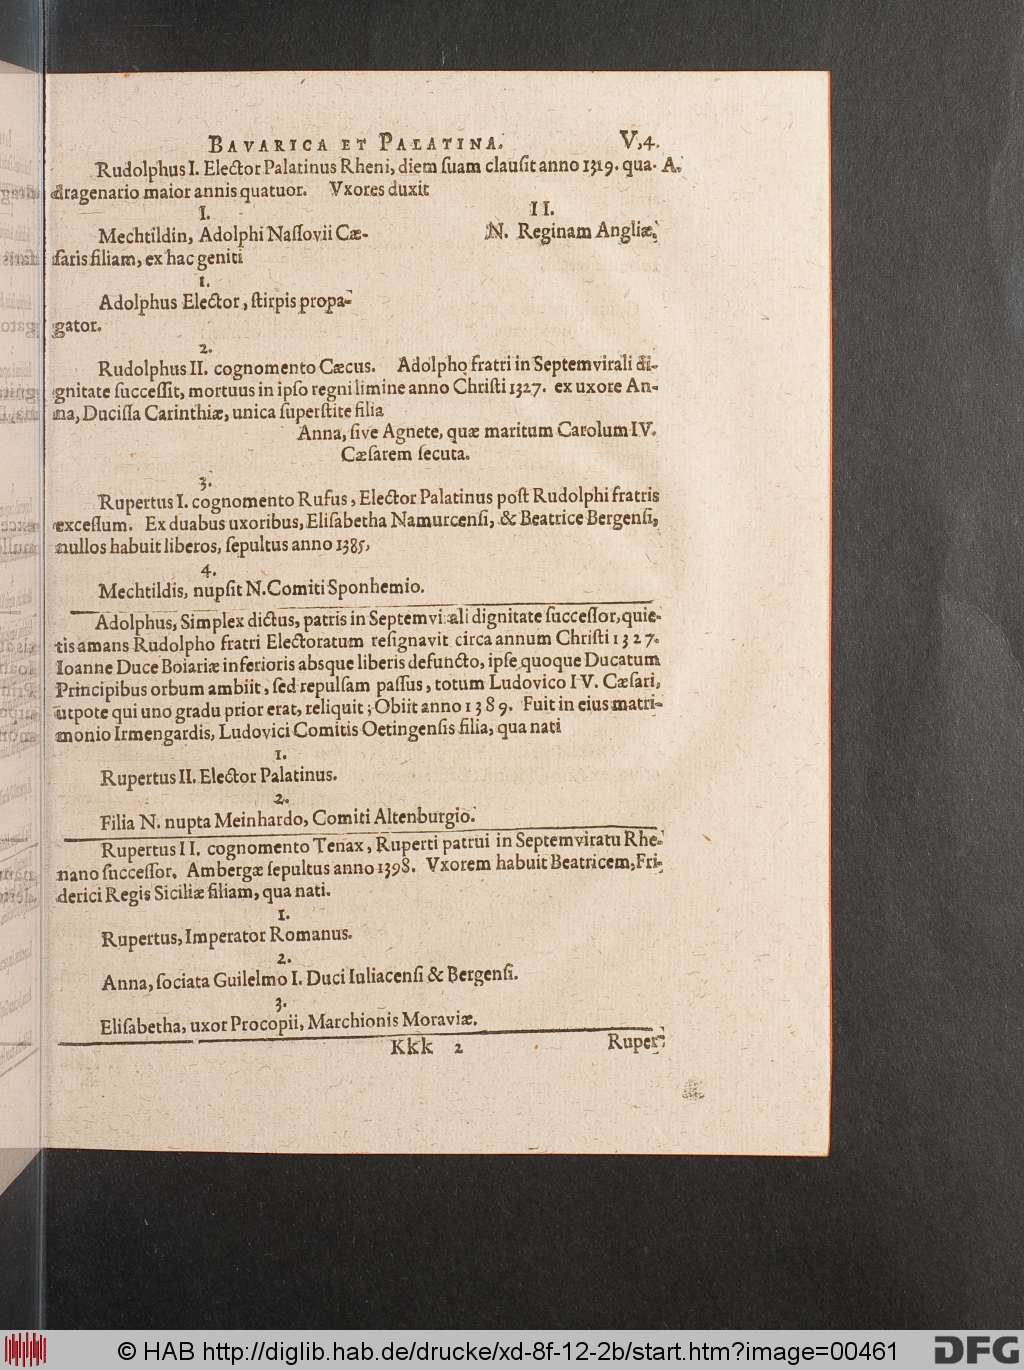 BAVARICA ET PALATINA. V,4.
Rudolphus I. Elector Palatinus Rheni, diem ſuam clauſit anno 1319. qua- A.
dragenario maior annis quatuor. Vxores duxit
I. II.
Mechtildin, Adolphi Naſſovii Cæ- N. Reginam Angliæ.
ſaris filiam, ex hac geniti
1.
Adolphus Elector, ſtirpis propa-
gator.
2.
Rudolphus II. cognomento Cæcus. Adolpho fratri in Septemvirali di-
gnitate ſucceſſit, mortuus in ipſo regni limine anno Chriſti 1327. ex uxore An-
na, Duciſſa Carinthiæ, unica ſuperſtite filia
Anna, ſive Agnete, quæ maritum Carolum IV.
Cæſarem ſecuta.
3.
Rupertus I. cognomento Rufus, Elector Palatinus poſt Rudolphi fratris
exceſſum. Ex duabus uxoribus, Eliſabetha Namurcenſi, & Beatrice Bergenſi,
nullos habuit liberos, ſepultus anno 1385,
4.
Mechtildis, nupſit N. Comiti Sponhemio.
Adolphus, Simplex dictus, patris in Septemvirali dignitate ſucceſſor, quie-
tis amans Rudolpho fratri Electoratum reſignavit circa annum Chriſti 1327.
Ioanne Duce Boiariæ inferioris absque liberis defuncto, ipſe quoque Ducatum
Principibus orbum ambiit, ſed repulſam paſſus, totum Ludovico IV. Cæſari,
utpote qui uno gradu prior erat, reliquit; Obiit anno 1389. Fuit in eius matri-
monio Irmengardis, Ludovici Comitis Oetingenſis filia, qua nati
1.
Rupertus II. Elector Palatinus.
2.
Filia N. nupta Meinhardo, Comiti Altenburgio.
Rupertus II. cognomento Tenax, Ruperti patrui in Septemviratu Rhe-
nano ſucceſſor. Ambergæ ſepultus anno 1398. Vxorem habuit Beatricem, Fri-
derici Regis Siciliæ filiam, qua nati.
1.
Rupertus, Imperator Romanus.
2.
Anna, ſociata Guilelmo I. Duci Iuliacenſi & Bergenſi.
3.
Eliſabetha, uxor Procopii, Marchionis Moraviæ.
Kkk 2 Ruper-
© HAB http://diglib.hab.de/drucke/xd-8f-12-2b/start.htm?image=00461
DFG